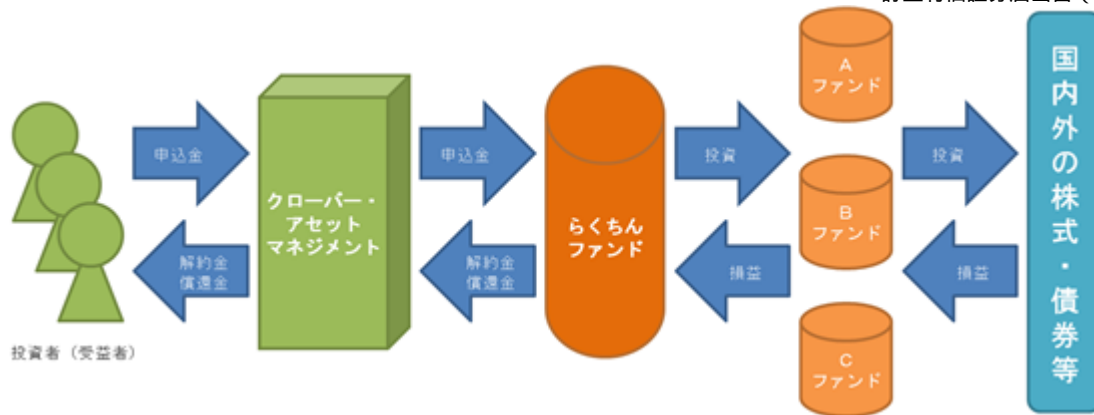 申込金
申込金
投資
投資
クローバー・
アセット
マネジメント
らくちん
ファンド
A
ファンド
B
ファンド
C
ファンド
国内外の株式・債券等
解約金
償還金
解約金
償還金
損益
損益
投資者（受益者）